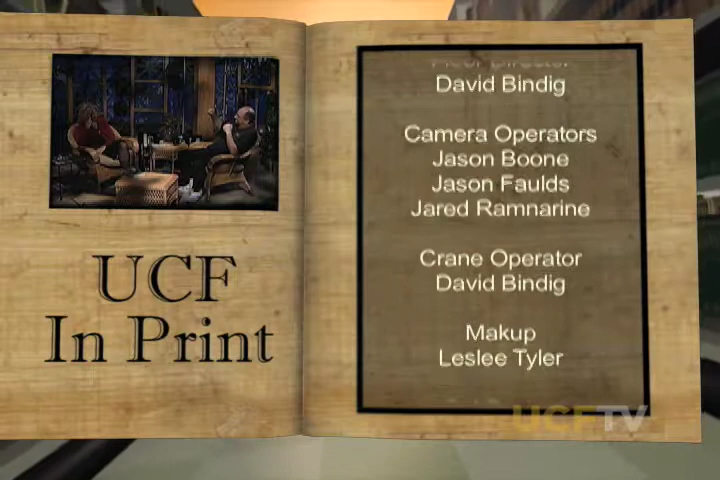 UCF
In Print
David Bindig
Camera Operators
Jason Boone
Jason Faulds
Jared Ramnarine
Crane Operator
David Bindig
Makup
Leslee Tyler
UCFTV